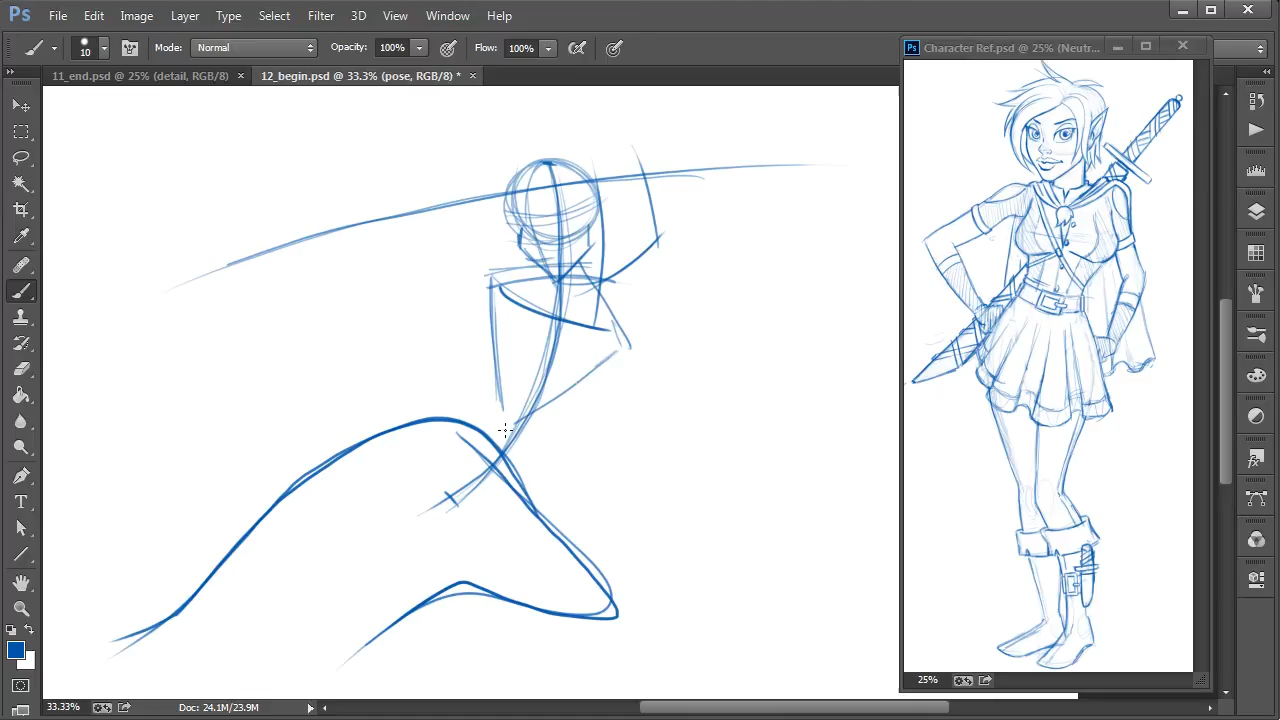 Ps File Edit Image Layer Type Select Filter 3D View Window Help
10 Mode: Normal Opacity: 100% Flow: 100%
Ps Character Ref.psd @ 25% (Neutr...
11_end.psd @ 25% (detail, RGB/8) × 12_begin.psd @ 33.3% (pose, RGB/8) * ×
25%
33.33% Doc: 24.1M/23.9M